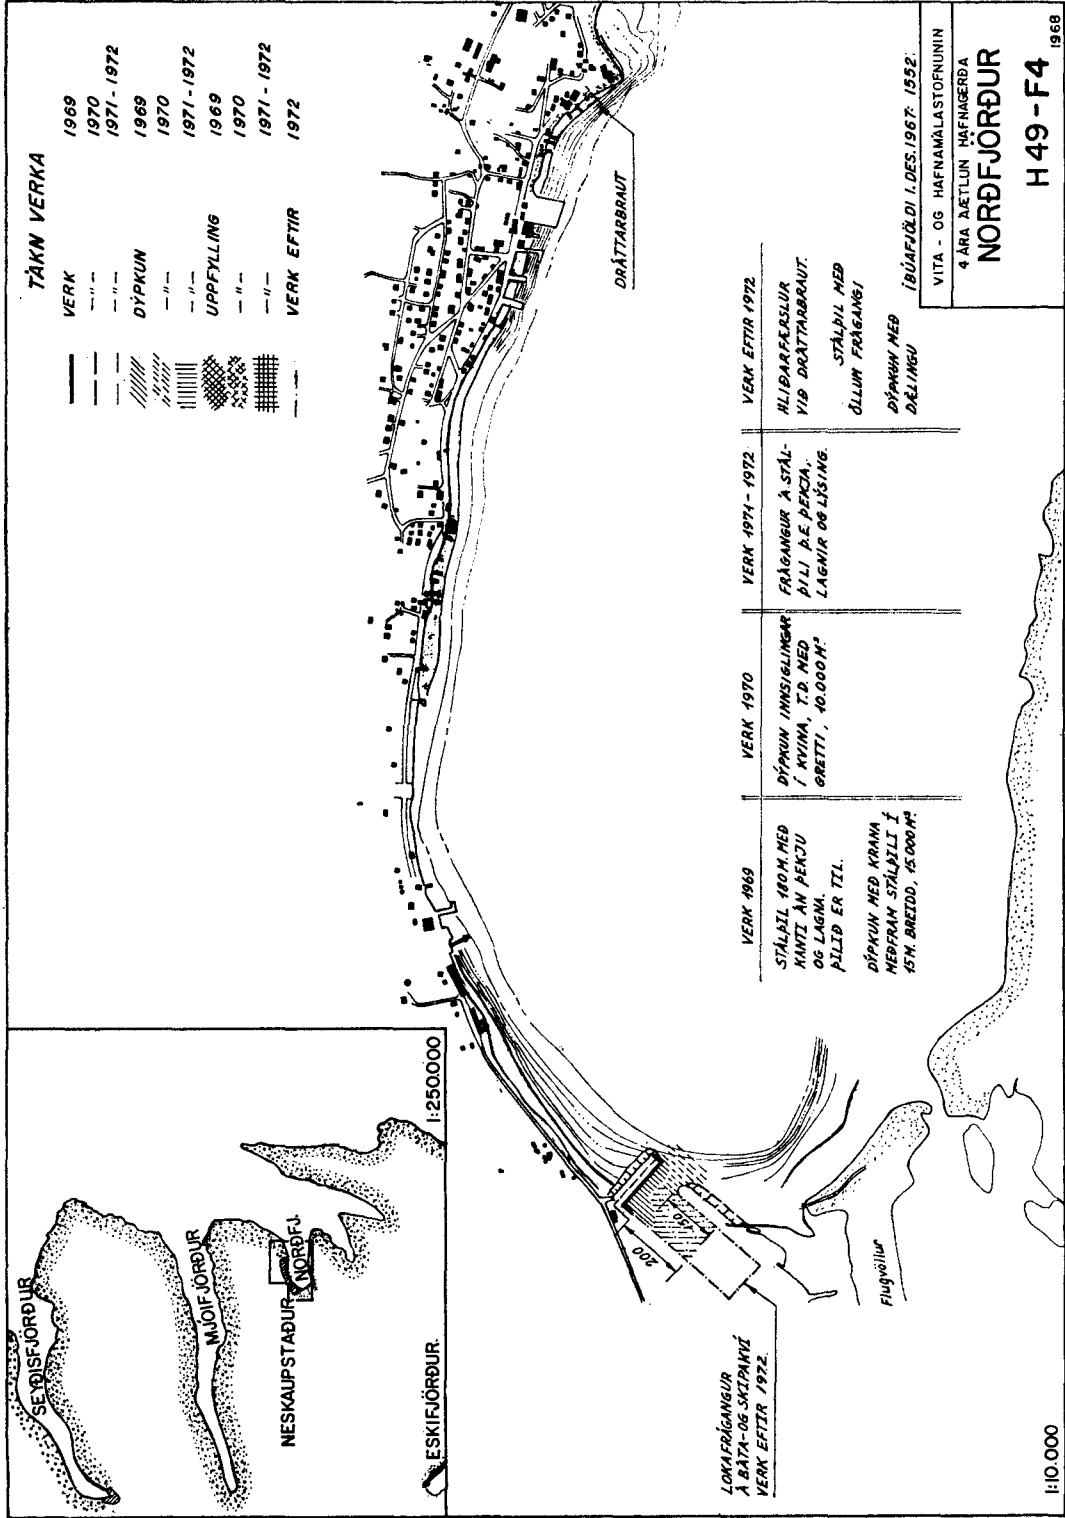 TÁKN VERKA
VERK 1969
—"— 1970
—"— 1971 - 1972
DÝPKUN 1969
—"— 1970
—"— 1971 - 1972
UPPFYLLING 1969
—"— 1970
—"— 1971 - 1972
VERK EFTIR 1972
SEYÐISFJÖRÐUR
MJÓIFJÖRÐUR
NESKAUPSTAÐUR
NORÐFJ.
ESKIFJÖRÐUR
1:250.000
DRÁTTARBRAUT
200
50
Flugvöllur
LOKAFRÁGANGUR
Á BÁTA- OG SKIPAKVÍ
VERK EFTIR 1972.
VERK 1969
STÁLÞIL 180 M. MEÐ
KANTI ÁN ÞEKJU
OG LAGNA.
ÞILIÐ ER TIL.
DÝPKUN MEÐ KRANA
MEÐFRAM STÁLÞILI Í
15 M. BREIDD, 15.000 M³
VERK 1970
DÝPKUN INNSIGLINGAR
Í KVINA, T.D. MEÐ
GRETTI, 10.000 M³
VERK 1971 - 1972
FRÁGANGUR Á STÁL-
ÞILI Þ.E. ÞEKJA,
LAGNIR OG LÝSING.
VERK EFTIR 1972
HLIÐARFÆRSLUR
VIÐ DRÁTTARBRAUT.
STÁLÞIL MEÐ
ÖLLUM FRÁGANGI
DÝPKUN MEÐ
DÆLINGU
ÍBÚAFJÖLDI 1. DES. 1967: 1552.
VITA - OG HAFNAMÁLASTOFNUNIN
4 ÁRA ÁÆTLUN HAFNAGERÐA
NORÐFJÖRÐUR
H 49 - F4
1968
1:10.000